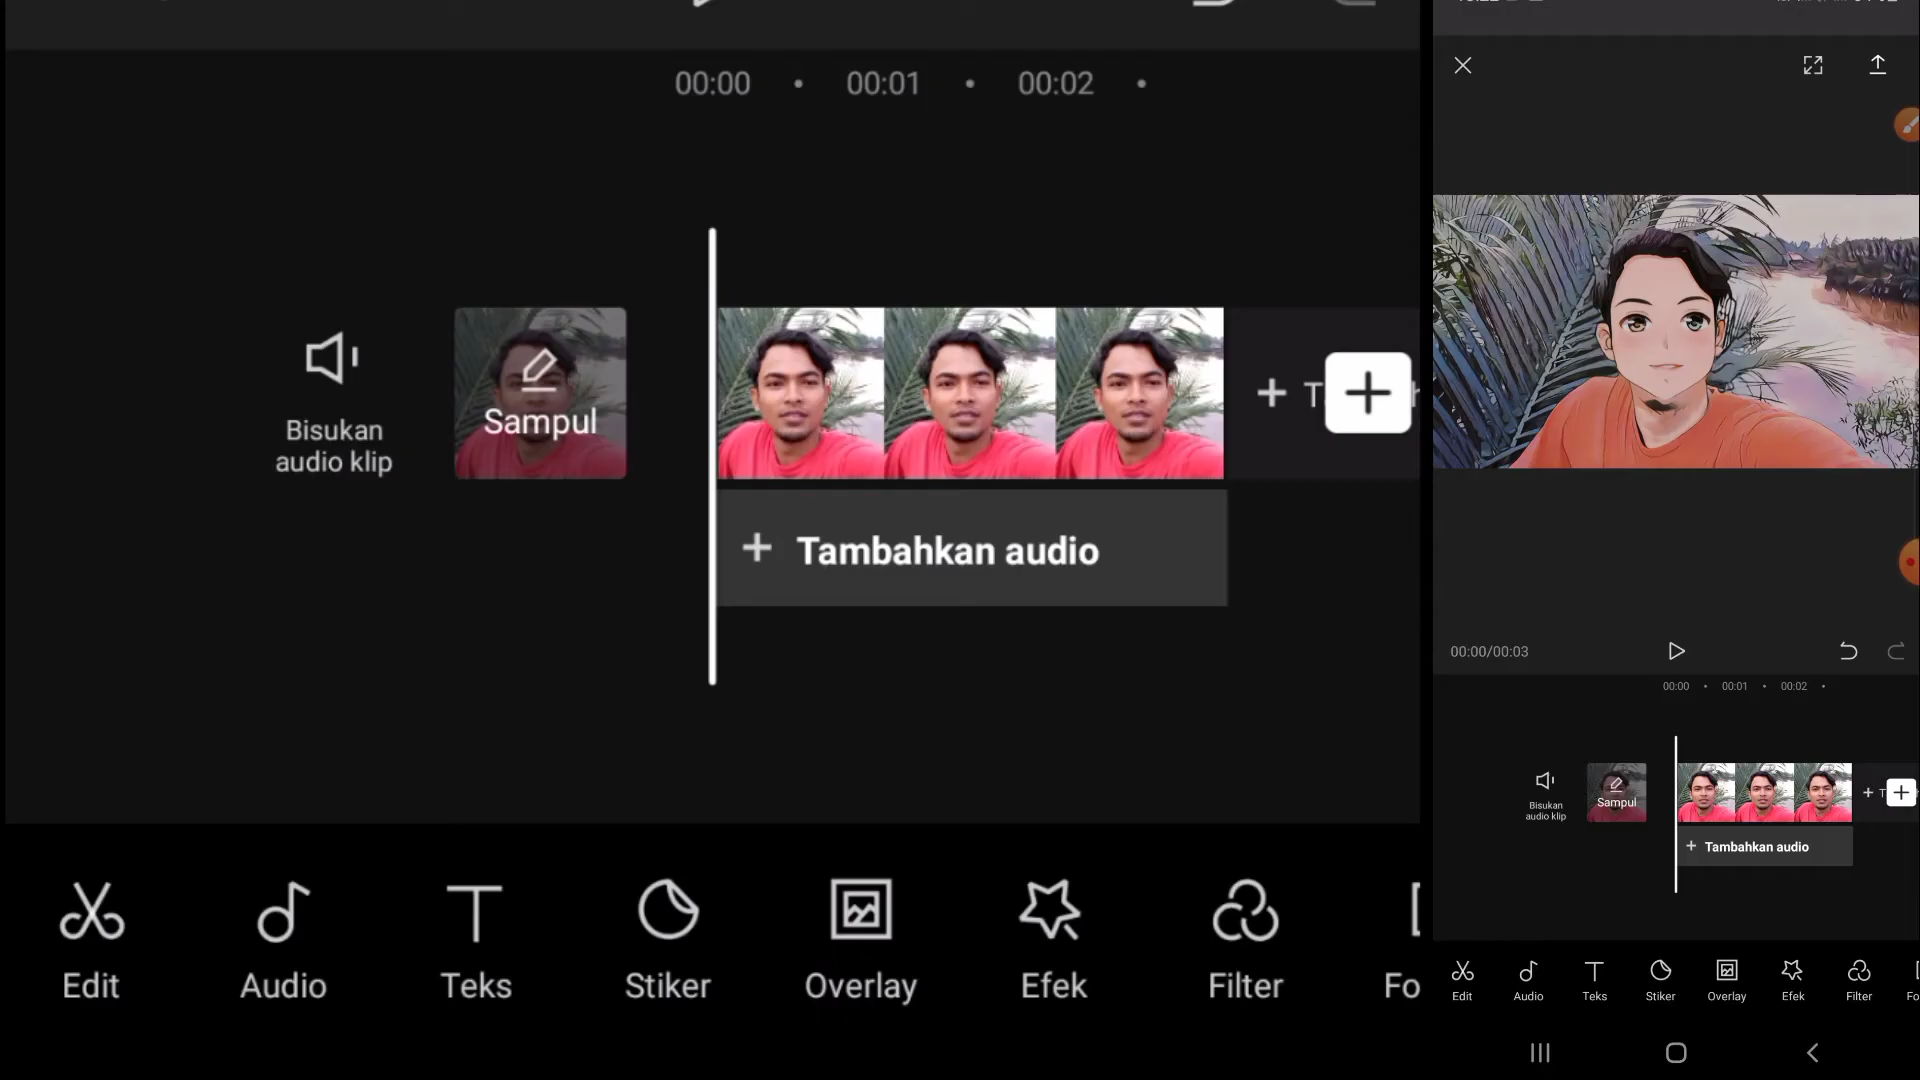 00:00 00:01 00:02
Bisukan
audio klip
Sampul
Tambahkan audio
Edit Audio Teks Stiker Overlay Efek Filter Fo
00:00/00:03
00:00 00:01 00:02
Bisukan
audio klip
Sampul
Tambahkan audio
Edit Audio Teks Stiker Overlay Efek Filter Fo